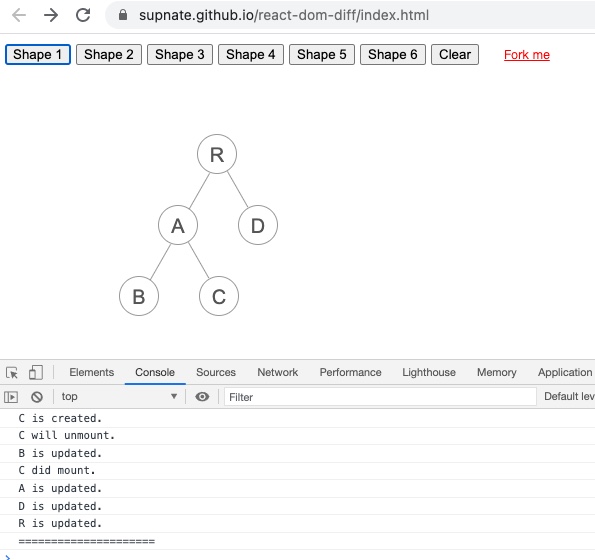 supnate.github.io/react-dom-diff/index.html
Shape 1 Shape 2 Shape 3 Shape 4 Shape 5 Shape 6 Clear Fork me
R
A D
B C
Elements Console Sources Network Performance Lighthouse Memory Application
top Filter Default lev
C is created.
C will unmount.
B is updated.
C did mount.
A is updated.
D is updated.
R is updated.
=====================